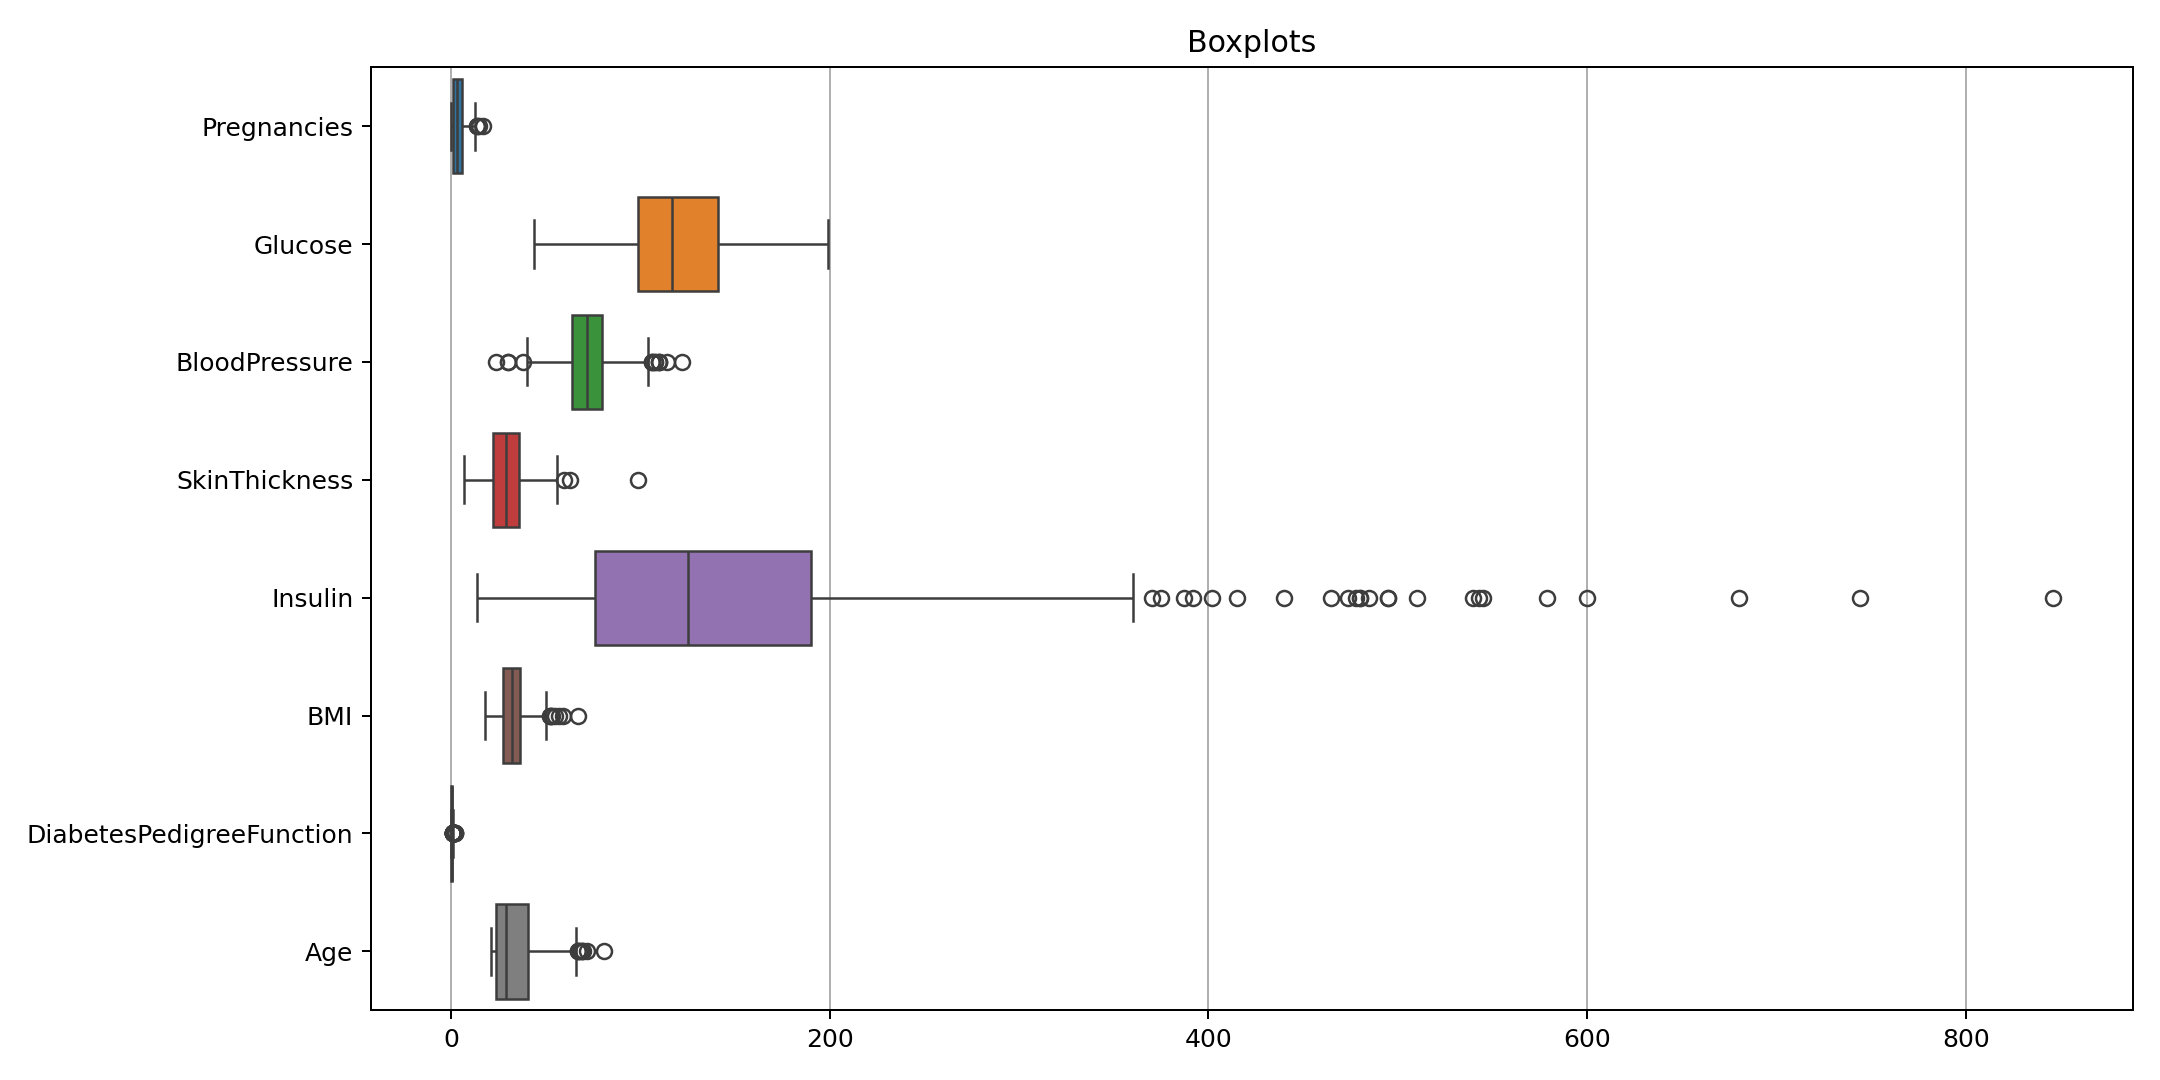 Boxplots
Pregnancies
Glucose
BloodPressure
SkinThickness
Insulin
BMI
DiabetesPedigreeFunction
Age
0 200 400 600 800